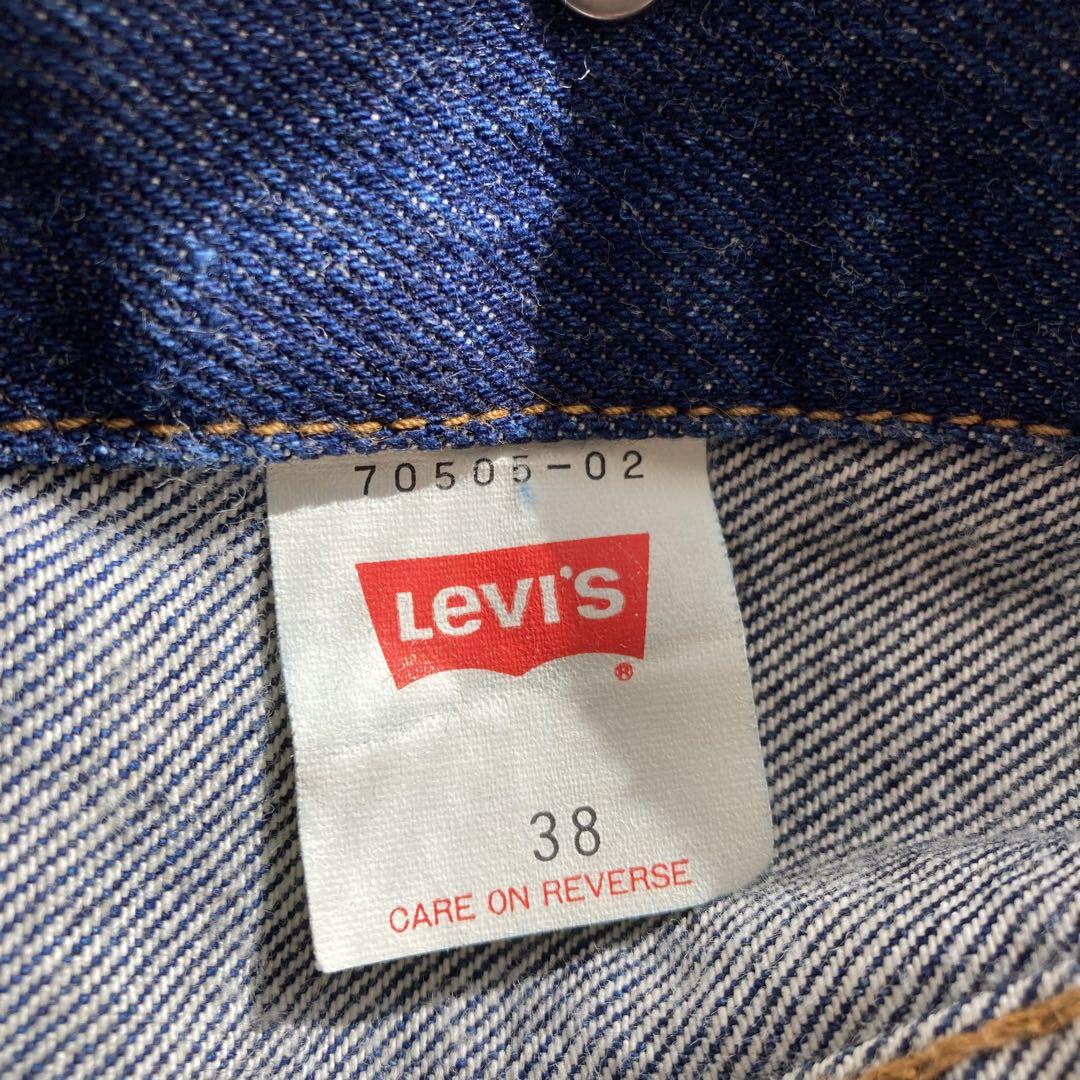 70505-02
Levi's
®
38
CARE ON REVERSE